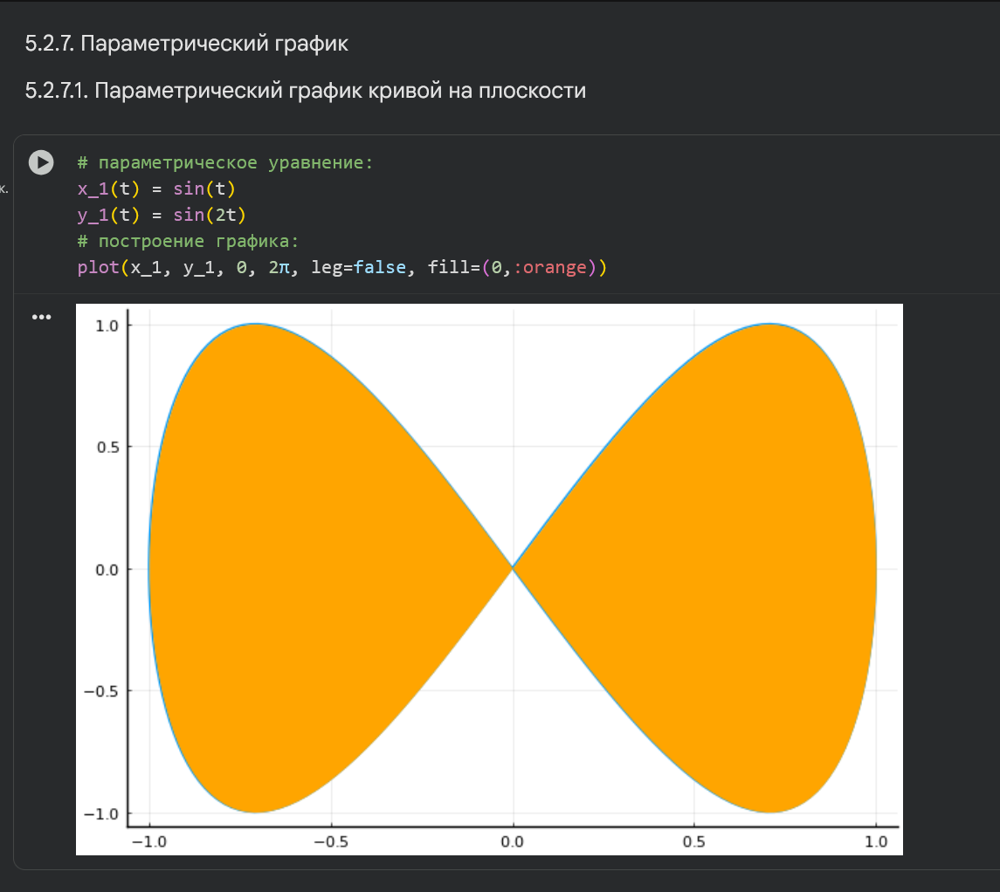 5.2.7. Параметрический график
5.2.7.1. Параметрический график кривой на плоскости
к.
# параметрическое уравнение:
x_1(t) = sin(t)
y_1(t) = sin(2t)
# построение графика:
plot(x_1, y_1, 0, 2π, leg=false, fill=(0,:orange))
1.0
0.5
0.0
−0.5
−1.0
−1.0 −0.5 0.0 0.5 1.0